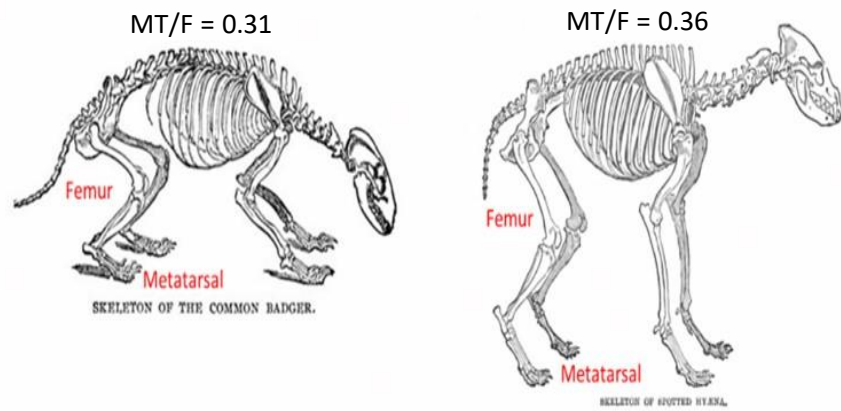 MT/F = 0.31
Femur
Metatarsal
SKELETON OF THE COMMON BADGER.
MT/F = 0.36
Femur
Metatarsal
SKELETON OF SPOTTED HYÆNA.